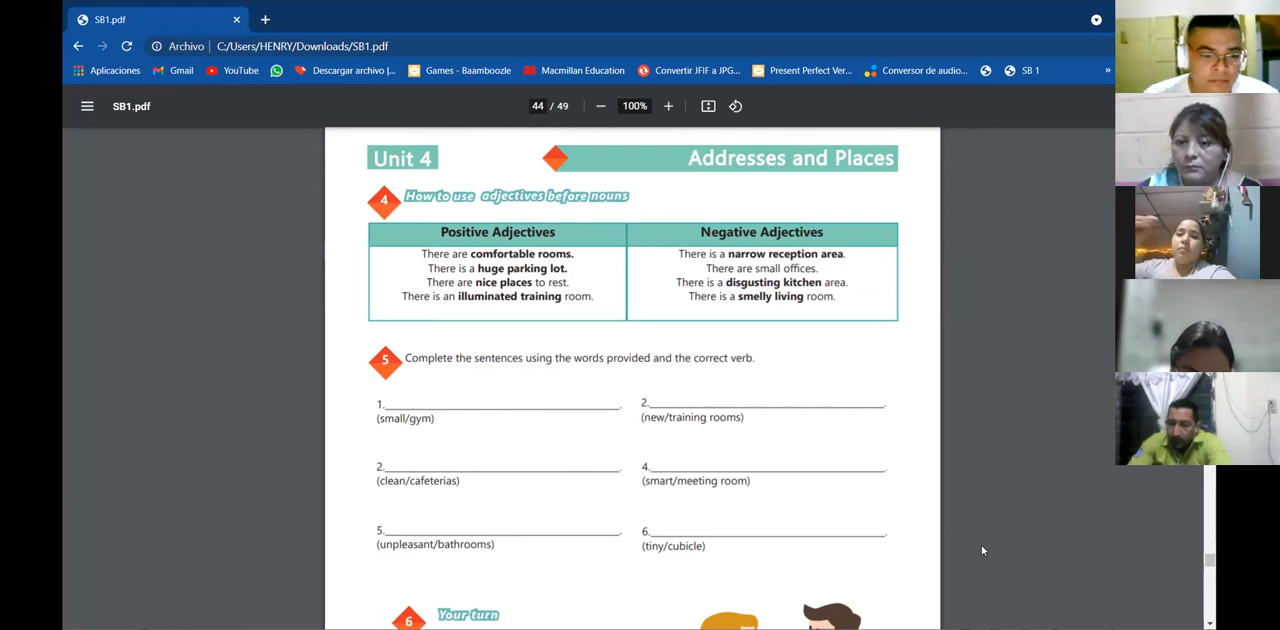 SB1.pdf
Archivo C:/Users/HENRY/Downloads/SB1.pdf
Aplicaciones Gmail YouTube Descargar archivo |... Games - Baamboozle Macmillan Education Convertir JFIF a JPG... Present Perfect Ver... Conversor de audio... SB 1 »
SB1.pdf 44 / 49 100%
Unit 4 Addresses and Places
4 How to use adjectives before nouns
Positive Adjectives Negative Adjectives
There are comfortable rooms. There is a narrow reception area.
There is a huge parking lot. There are small offices.
There are nice places to rest. There is a disgusting kitchen area.
There is an illuminated training room. There is a smelly living room.
5 Complete the sentences using the words provided and the correct verb.
1.____________________. 2.____________________.
(small/gym) (new/training rooms)
2.____________________. 4.____________________.
(clean/cafeterias) (smart/meeting room)
5.____________________. 6.____________________.
(unpleasant/bathrooms) (tiny/cubicle)
6 Your turn